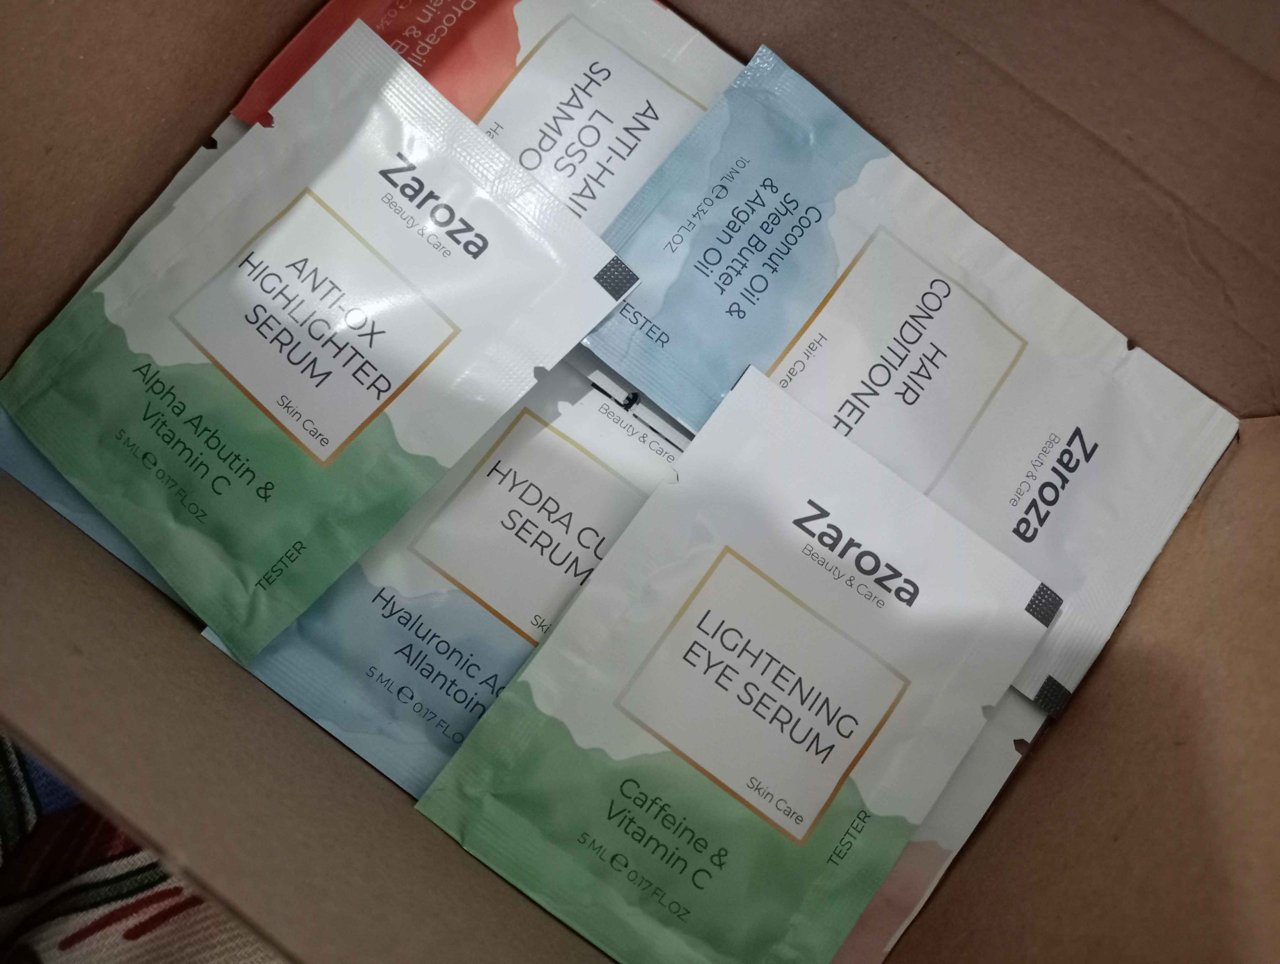 Zaroza
Beauty & Care
ANTI-OX
HIGHLIGHTER
SERUM
Skin Care
Alpha Arbutin &
Vitamin C
5 ML e 0.17 FL.OZ
TESTER
Procapil
ANTI-HAI
LOSS
SHAMPO
Coconut Oil &
Shea Butter
& Argan Oil
10 ML e 0.34 FL.OZ
TESTER
HAIR
CONDITIONER
Hair Care
Zaroza
Beauty & Care
Beauty & Care
HYDRA CU
SERUM
Hyaluronic Ac
Allantoin
5 ML e 0.17 FL.O
Zaroza
Beauty & Care
LIGHTENING
EYE SERUM
Skin Care
Caffeine &
Vitamin C
5 ML e 0.17 FL.OZ
TESTER